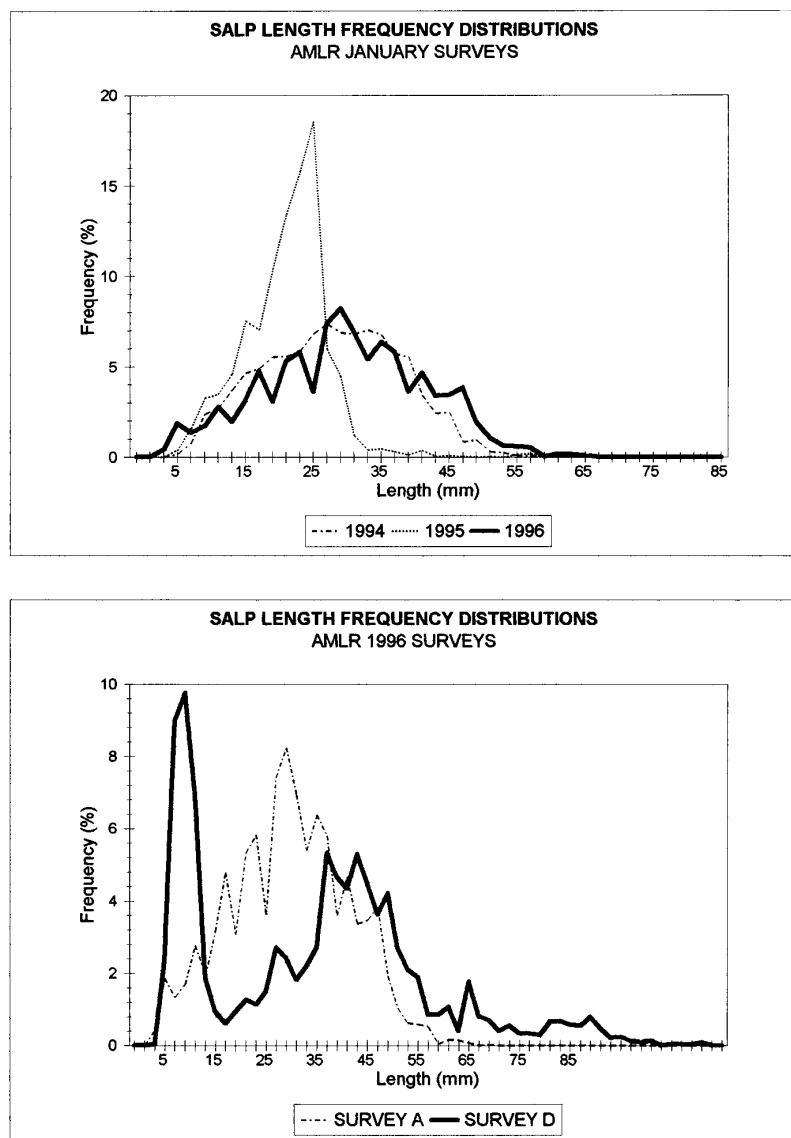 SALP LENGTH FREQUENCY DISTRIBUTIONS
AMLR JANUARY SURVEYS
20
15
10
5
0
Frequency (%)
5 15 25 35 45 55 65 75 85
Length (mm)
1994 1995 1996
SALP LENGTH FREQUENCY DISTRIBUTIONS
AMLR 1996 SURVEYS
10
8
6
4
2
0
Frequency (%)
5 15 25 35 45 55 65 75 85
Length (mm)
SURVEY A SURVEY D